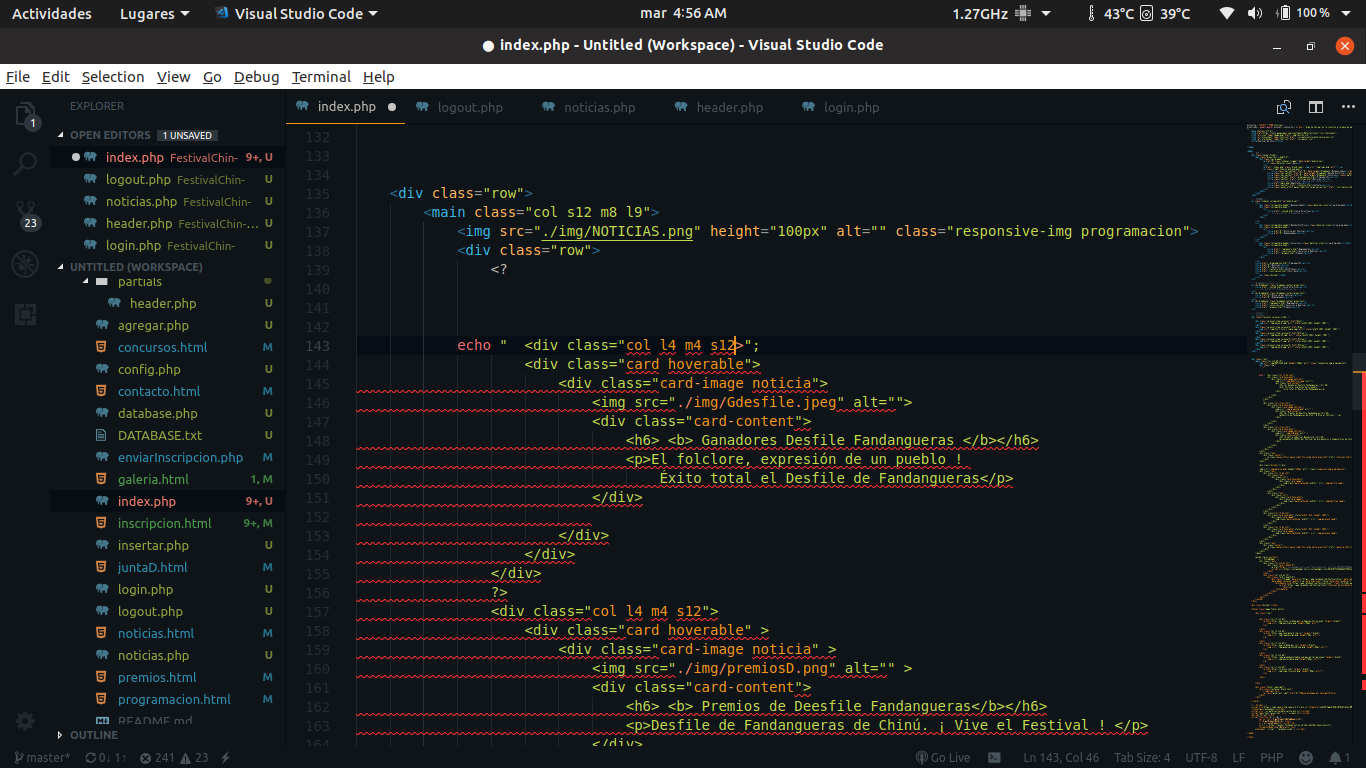 Actividades Lugares Visual Studio Code mar 4:56 AM 1.27GHz 43°C 39°C 100 %
● index.php - Untitled (Workspace) - Visual Studio Code
File Edit Selection View Go Debug Terminal Help
EXPLORER
OPEN EDITORS 1 UNSAVED
index.php FestivalChin- 9+, U
logout.php FestivalChin- U
noticias.php FestivalChin- U
header.php FestivalChin-... U
login.php FestivalChin- U
UNTITLED (WORKSPACE)
partials
header.php U
agregar.php U
concursos.html M
config.php U
contacto.html M
database.php U
DATABASE.txt U
enviarInscripcion.php M
galeria.html 1, M
index.php 9+, U
inscripcion.html 9+, M
insertar.php U
juntaD.html M
login.php U
logout.php U
noticias.html M
noticias.php U
premios.html M
programacion.html M
README.md
OUTLINE
1
23
index.php logout.php noticias.php header.php login.php
132
133
134
135 <div class="row">
136 <main class="col s12 m8 l9">
137 <img src="./img/NOTICIAS.png" height="100px" alt="" class="responsive-img programacion">
138 <div class="row">
139 <?
140
141
142
143 echo " <div class="col l4 m4 s12>";
144 <div class="card hoverable">
145 <div class="card-image noticia">
146 <img src="./img/Gdesfile.jpeg" alt="">
147 <div class="card-content">
148 <h6> <b> Ganadores Desfile Fandangueras </b></h6>
149 <p>El folclore, expresión de un pueblo !
150 Éxito total el Desfile de Fandangueras</p>
151 </div>
152
153 </div>
154 </div>
155 </div>
156 ?>
157 <div class="col l4 m4 s12">
158 <div class="card hoverable" >
159 <div class="card-image noticia" >
160 <img src="./img/premiosD.png" alt="" >
161 <div class="card-content">
162 <h6> <b> Premios de Deesfile Fandangueras</b></h6>
163 <p>Desfile de Fandangueras de Chinú. ¡ Vive el Festival ! </p>
164 </div>
master* 0↓ 1↑ 241 23 Go Live Ln 143, Col 46 Tab Size: 4 UTF-8 LF PHP 1